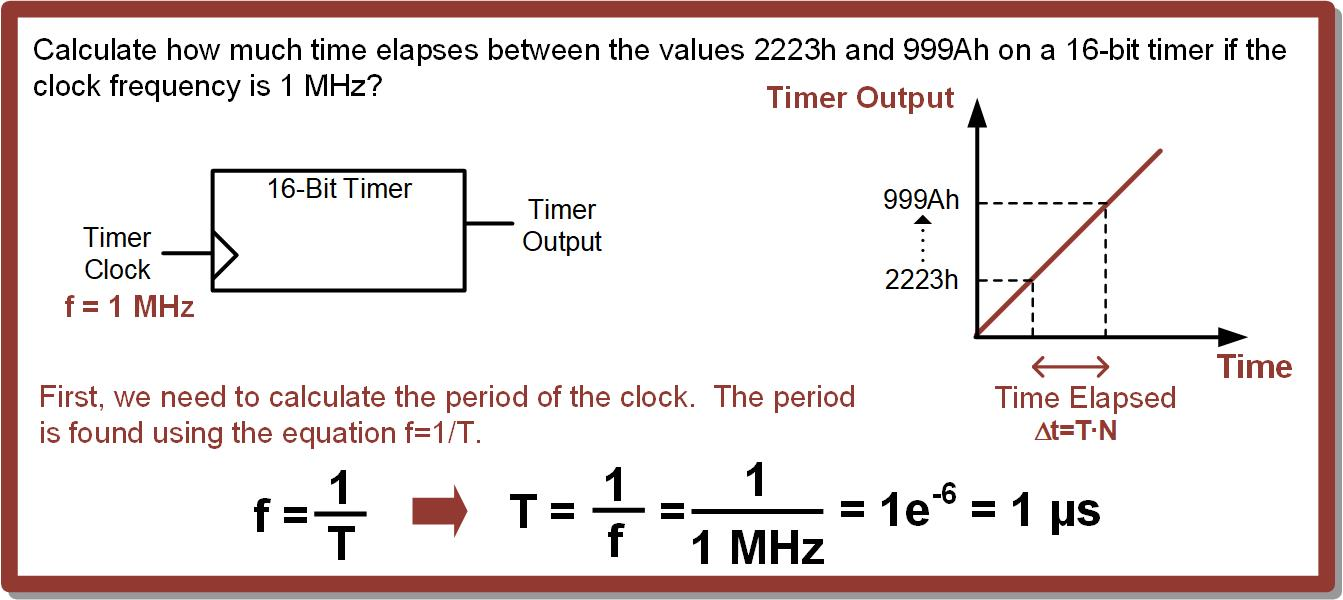 Calculate how much time elapses between the values 2223h and 999Ah on a 16-bit timer if the
clock frequency is 1 MHz?
Timer Output
16-Bit Timer
Timer
Clock
f = 1 MHz
Timer
Output
999Ah
2223h
Time
Time Elapsed
Δt=T·N
First, we need to calculate the period of the clock. The period
is found using the equation f=1/T.
f = 1/T T = 1/f = 1/1 MHz = 1e⁻⁶ = 1 µs